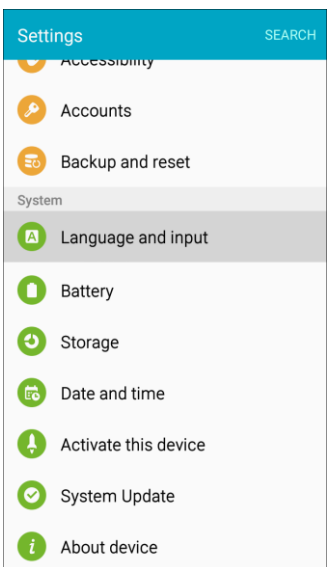 Settings
SEARCH
Accessibility
Accounts
Backup and reset
System
A
Language and input
Battery
Storage
Date and time
Activate this device
System Update
i
About device